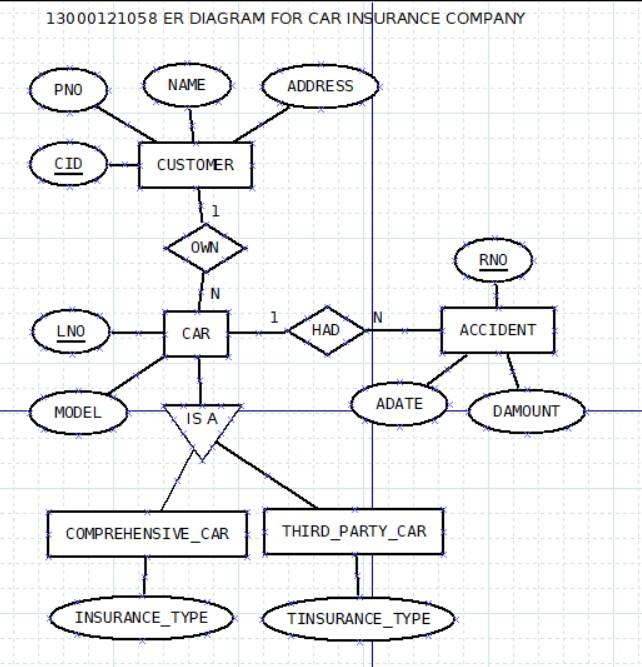 13000121058 ER DIAGRAM FOR CAR INSURANCE COMPANY
PNO
NAME
ADDRESS
CID
CUSTOMER
1
OWN
N
RNO
LNO
CAR
1
HAD
N
ACCIDENT
MODEL
IS A
ADATE
DAMOUNT
COMPREHENSIVE_CAR
THIRD_PARTY_CAR
INSURANCE_TYPE
TINSURANCE_TYPE